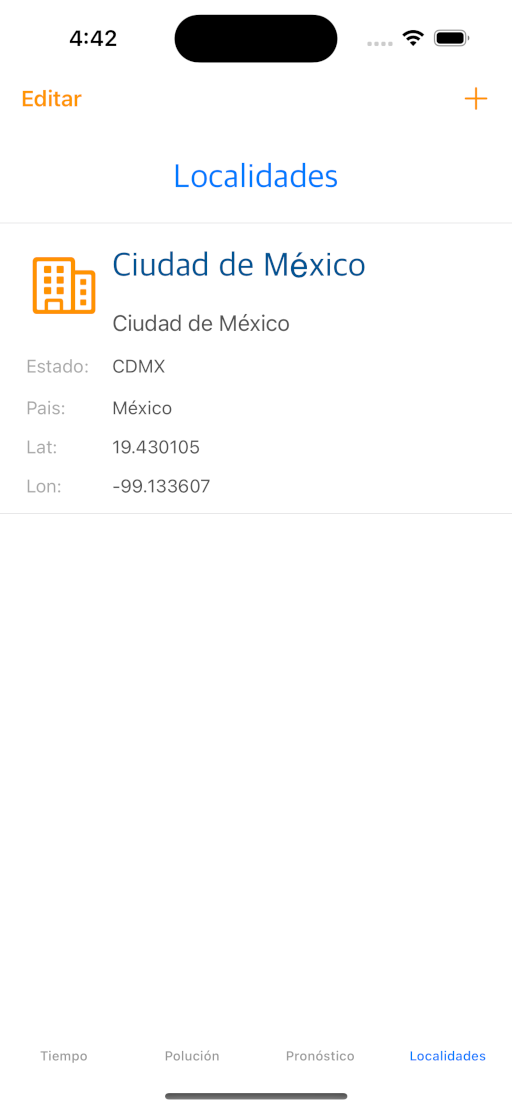 4:42
Editar
Localidades
Ciudad de México
Ciudad de México
Estado: CDMX
Pais: México
Lat: 19.430105
Lon: -99.133607
Tiempo Polución Pronóstico Localidades